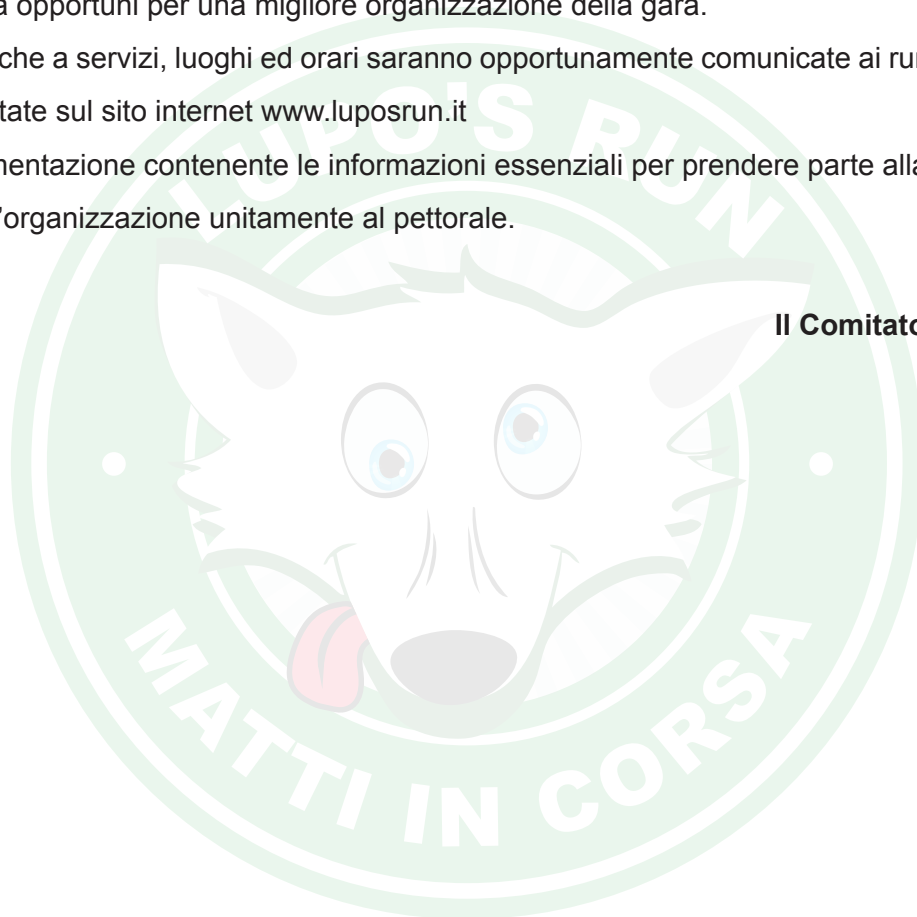 à opportuni per una migliore organizzazione della gara.
che a servizi, luoghi ed orari saranno opportunamente comunicate ai ru
tate sul sito internet www.luposrun.it
mentazione contenente le informazioni essenziali per prendere parte alla
l'organizzazione unitamente al pettorale.
Il Comitato
LUPO'S RUN
MATTI IN CORSA